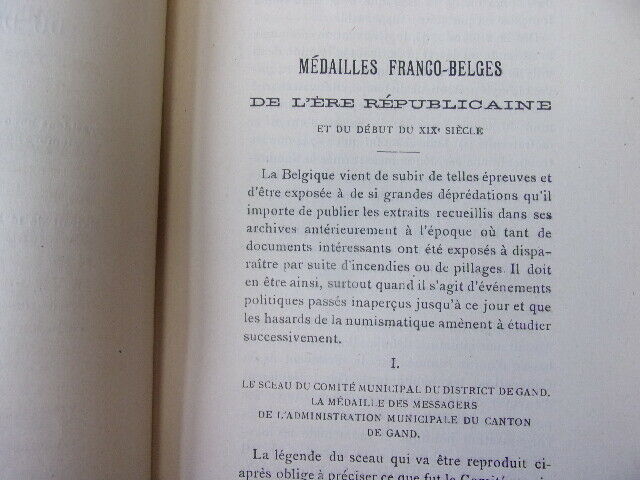 MÉDAILLES FRANCO-BELGES
DE L'ÈRE RÉPUBLICAINE
ET DU DÉBUT DU XIXe SIÈCLE
La Belgique vient de subir de telles épreuves et
d'être exposée à de si grandes déprédations qu'il
importe de publier les extraits recueillis dans ses
archives antérieurement à l'époque où tant de
documents intéressants ont été exposés à dispa-
raître par suite d'incendies ou de pillages. Il doit
en être ainsi, surtout quand il s'agit d'événements
politiques passés inaperçus jusqu'à ce jour et que
les hasards de la numismatique amènent à étudier
successivement.
I.
LE SCEAU DU COMITÉ MUNICIPAL DU DISTRICT DE GAND.
LA MÉDAILLE DES MESSAGERS
DE L'ADMINISTRATION MUNICIPALE DU CANTON
DE GAND.
La légende du sceau qui va être reproduit ci-
après oblige à préciser ce que fut le Comité